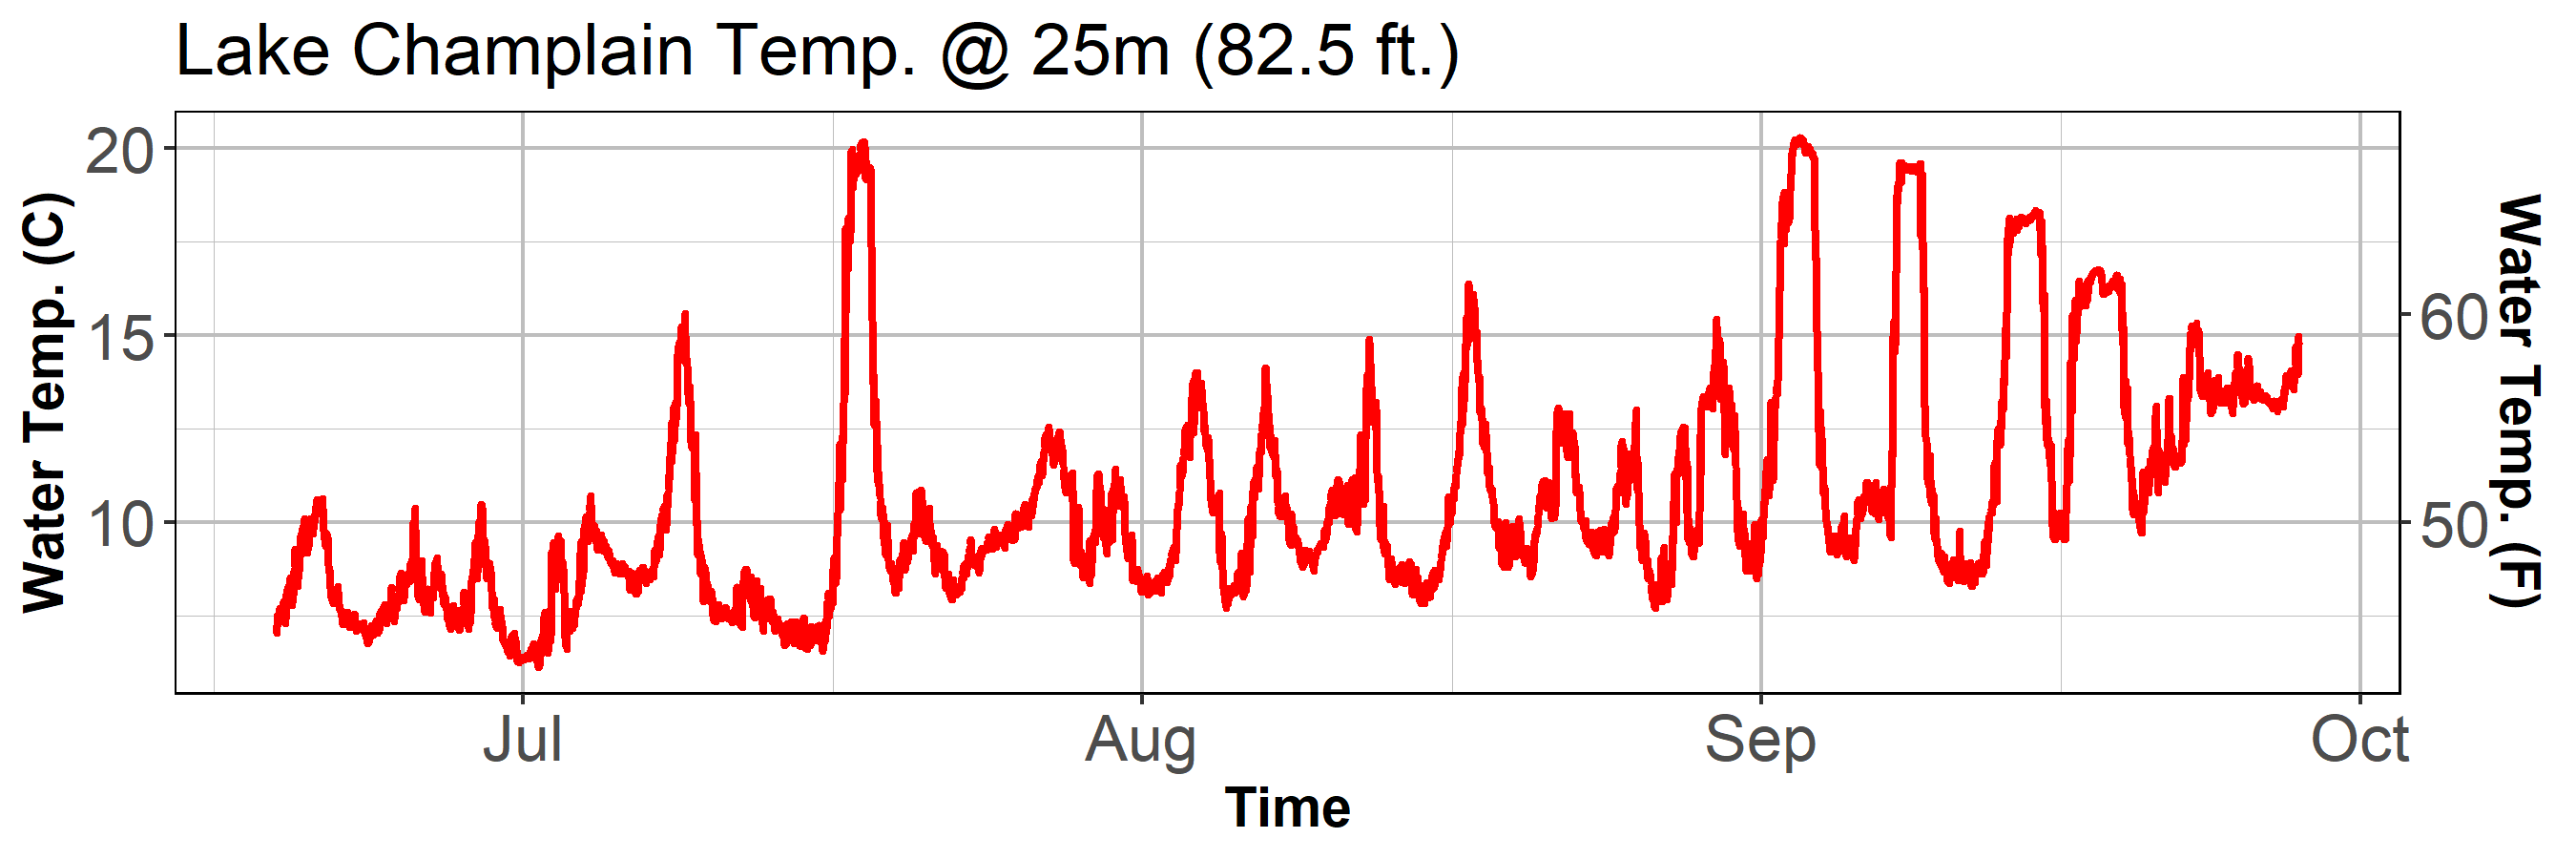 Lake Champlain Temp. @ 25m (82.5 ft.)
Water Temp. (C)
20
15
10
60
50
Water Temp. (F)
Jul Aug Sep Oct
Time